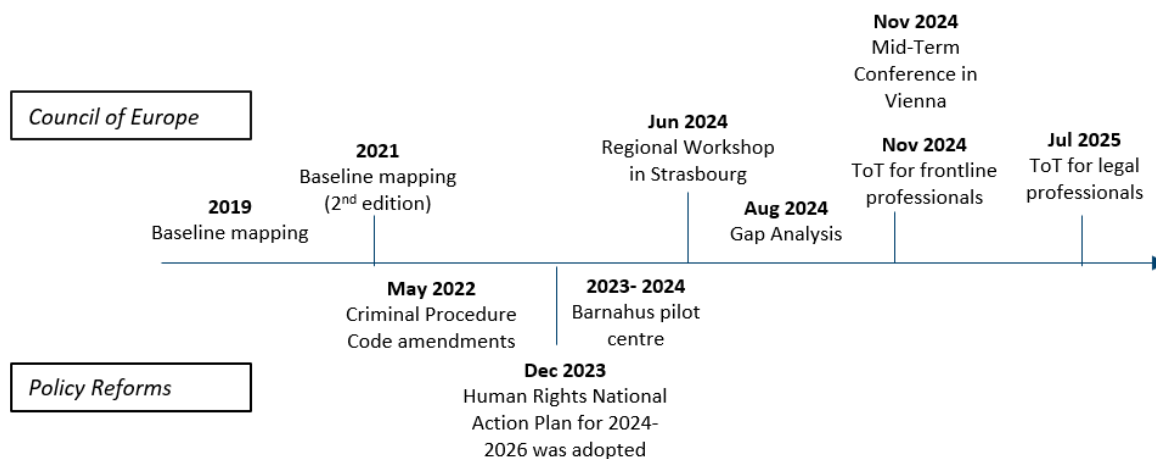 Council of Europe
2019
Baseline mapping
2021
Baseline mapping
(2nd edition)
Jun 2024
Regional Workshop
in Strasbourg
Aug 2024
Gap Analysis
Nov 2024
Mid-Term
Conference in
Vienna
Nov 2024
ToT for frontline
professionals
Jul 2025
ToT for legal
professionals
Policy Reforms
May 2022
Criminal Procedure
Code amendments
Dec 2023
Human Rights National
Action Plan for 2024-
2026 was adopted
2023- 2024
Barnahus pilot
centre